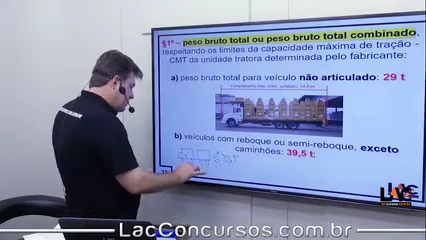 §1º – peso bruto total ou peso bruto total combinado,
respeitando os limites da capacidade máxima de tração -
CMT da unidade tratora determinada pelo fabricante:
a) peso bruto total para veículo não articulado: 29 t
b) veículos com reboque ou semi-reboque, exceto
caminhões: 39,5 t;
LacConcursos.com.br